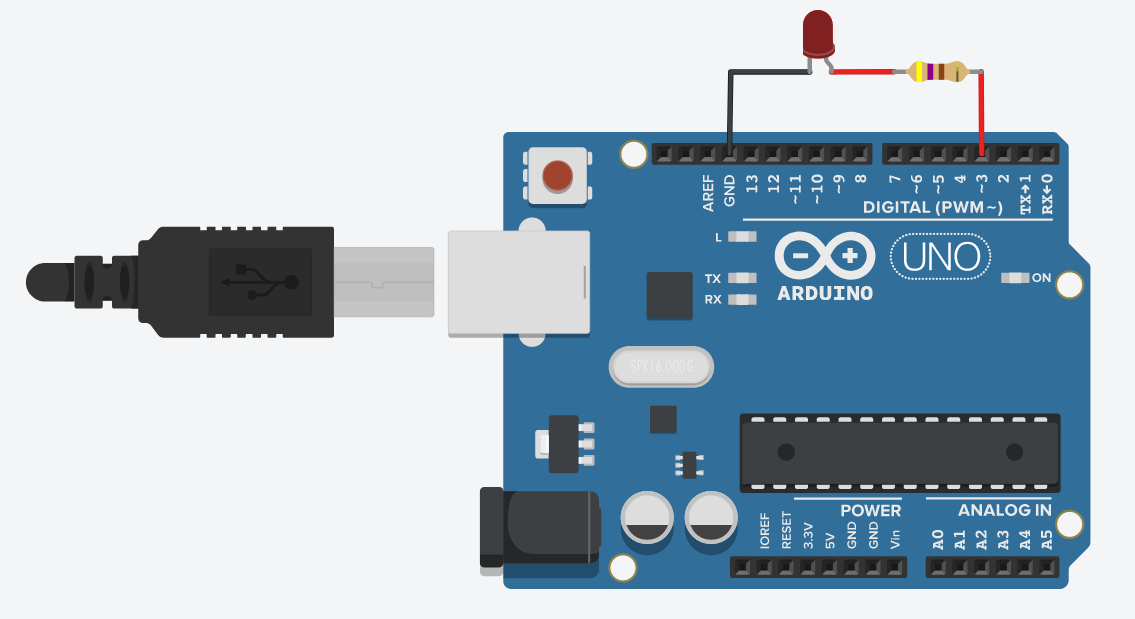 AREF
GND
13
12
~11
~10
~9
8
7
~6
~5
4
~3
2
TX→1
RX←0
DIGITAL (PWM~)
L
TX
RX
UNO
ARDUINO
ON
SPK16.000G
POWER
ANALOG IN
IOREF
RESET
3.3V
5V
GND
GND
Vin
A0
A1
A2
A3
A4
A5